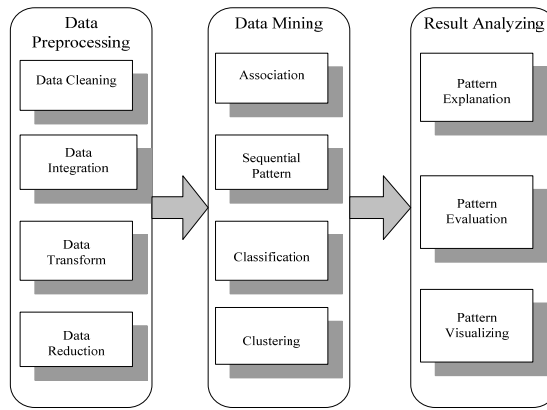 Data
Preprocessing
Data Cleaning
Data
Integration
Data
Transform
Data
Reduction
Data Mining
Association
Sequential
Pattern
Classification
Clustering
Result Analyzing
Pattern
Explanation
Pattern
Evaluation
Pattern
Visualizing